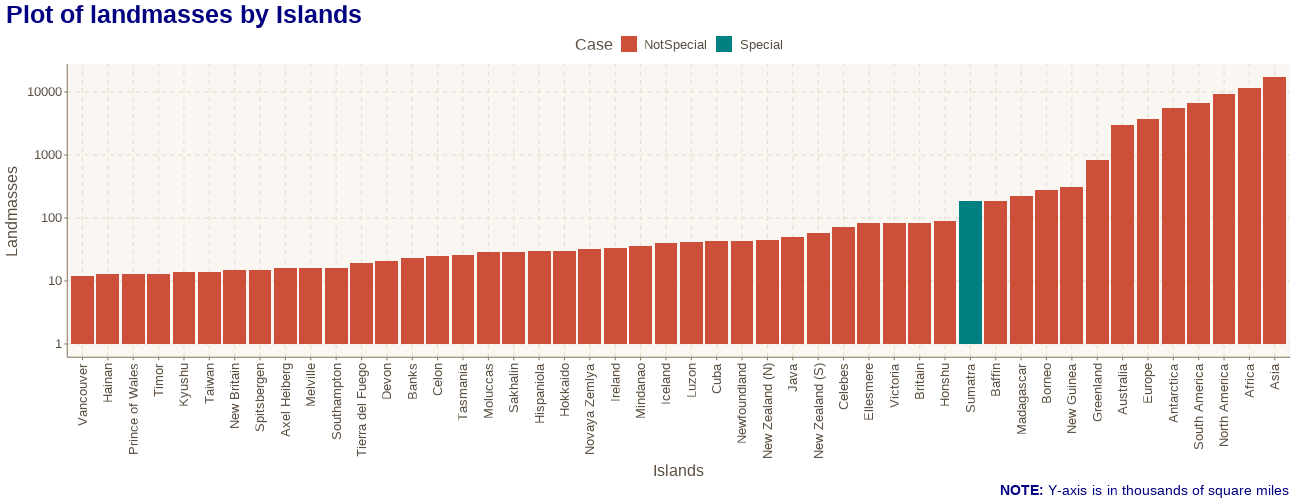 Plot of landmasses by Islands
Case NotSpecial Special
Landmasses
10000
1000
100
10
1
Vancouver
Hainan
Prince of Wales
Timor
Kyushu
Taiwan
New Britain
Spitsbergen
Axel Heiberg
Melville
Southampton
Tierra del Fuego
Devon
Banks
Celon
Tasmania
Moluccas
Sakhalin
Hispaniola
Hokkaido
Novaya Zemlya
Ireland
Mindanao
Iceland
Luzon
Cuba
Newfoundland
New Zealand (N)
Java
New Zealand (S)
Celebes
Ellesmere
Victoria
Britain
Honshu
Sumatra
Baffin
Madagascar
Borneo
New Guinea
Greenland
Australia
Europe
Antarctica
South America
North America
Africa
Asia
Islands
NOTE: Y-axis is in thousands of square miles